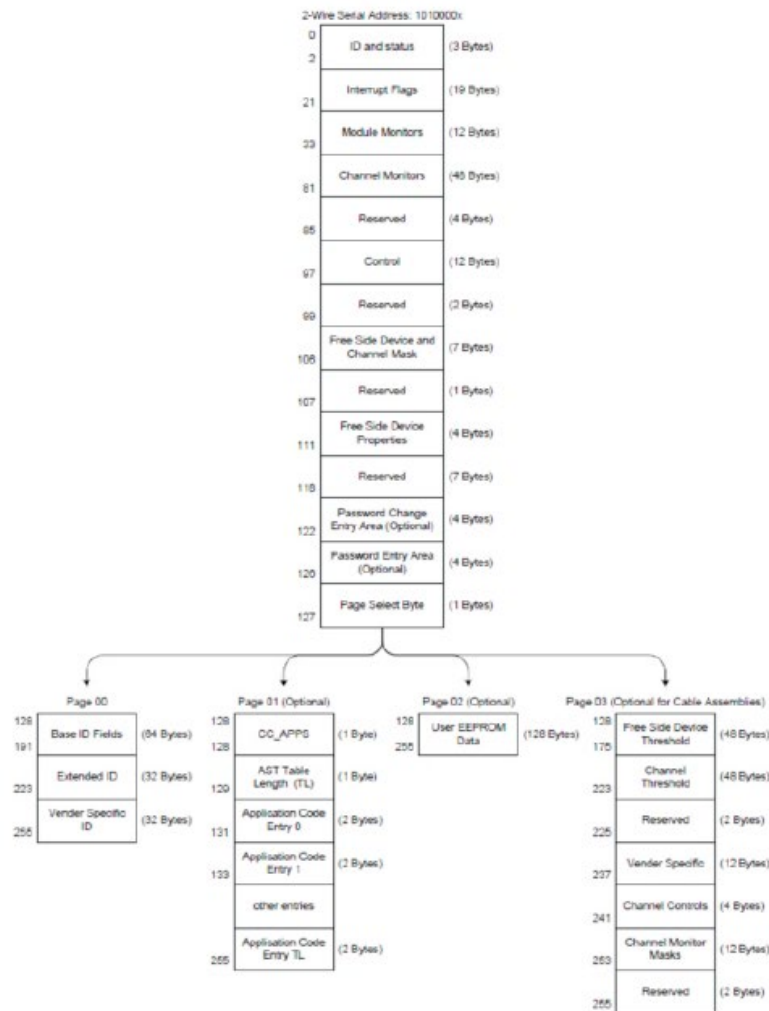 2-Wire Serial Address: 1010000x
0
2
ID and status
(3 Bytes)
21
Interrupt Flags
(19 Bytes)
33
Module Monitors
(12 Bytes)
81
Channel Monitors
(48 Bytes)
85
Reserved
(4 Bytes)
97
Control
(12 Bytes)
99
Reserved
(2 Bytes)
106
Free Side Device and
Channel Mask
(7 Bytes)
107
Reserved
(1 Bytes)
111
Free Side Device
Properties
(4 Bytes)
118
Reserved
(7 Bytes)
122
Password Change
Entry Area (Optional)
(4 Bytes)
126
Password Entry Area
(Optional)
(4 Bytes)
127
Page Select Byte
(1 Bytes)
Page 00
128
191
Base ID Fields
(64 Bytes)
223
Extended ID
(32 Bytes)
255
Vender Specific
ID
(32 Bytes)
Page 01 (Optional)
128
128
CC_APPS
(1 Byte)
129
AST Table
Length (TL)
(1 Byte)
131
Application Code
Entry 0
(2 Bytes)
133
Application Code
Entry 1
(2 Bytes)
other entries
255
Application Code
Entry TL
(2 Bytes)
Page 02 (Optional)
128
255
User EEPROM
Data
(128 Bytes)
Page 03 (Optional for Cable Assemblies)
128
175
Free Side Device
Threshold
(48 Bytes)
223
Channel
Threshold
(48 Bytes)
225
Reserved
(2 Bytes)
237
Vender Specific
(12 Bytes)
241
Channel Controls
(4 Bytes)
253
Channel Monitor
Masks
(12 Bytes)
255
Reserved
(2 Bytes)